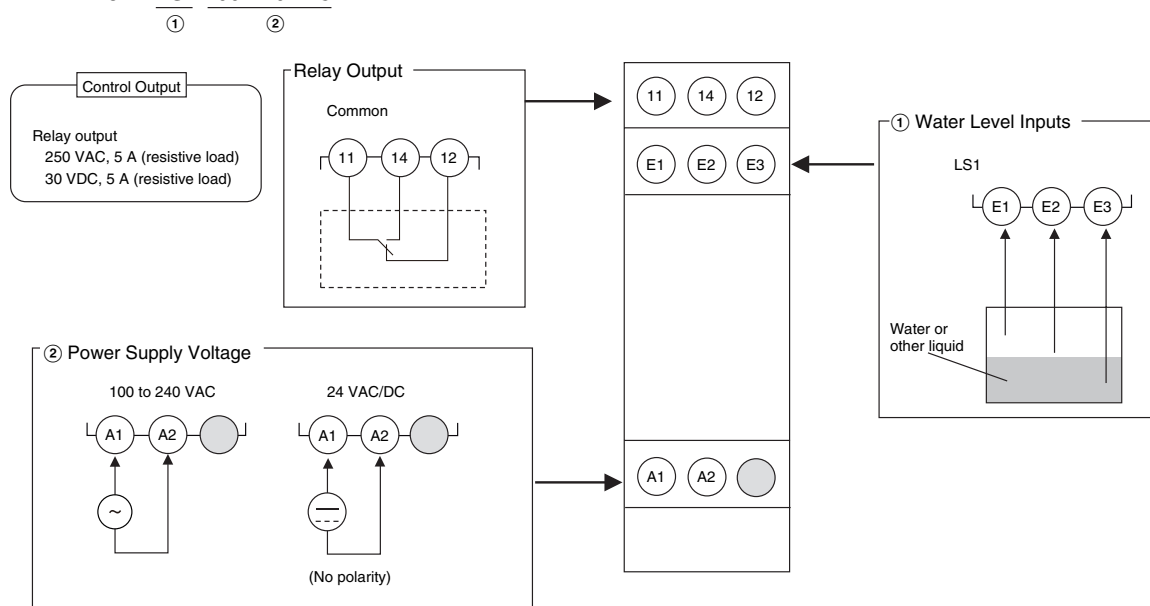 ① ②
Control Output
Relay output
250 VAC, 5 A (resistive load)
30 VDC, 5 A (resistive load)
Relay Output
Common
11 14 12
11 14 12
E1 E2 E3
① Water Level Inputs
LS1
E1 E2 E3
Water or
other liquid
② Power Supply Voltage
100 to 240 VAC
A1 A2
~
24 VAC/DC
A1 A2
(No polarity)
A1 A2